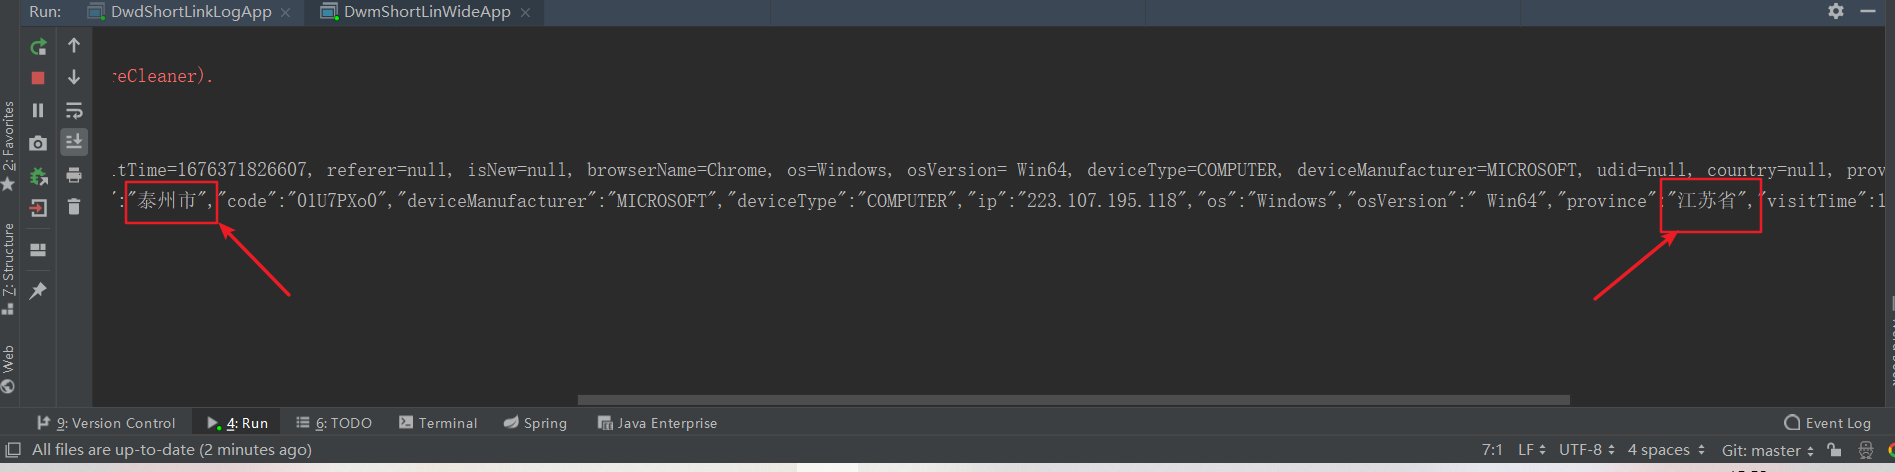 Run: DwdShortLinkLogApp × DwmShortLinWideApp ×
reCleaner).
tTime=1676371826607, referer=null, isNew=null, browserName=Chrome, os=Windows, osVersion= Win64, deviceType=COMPUTER, deviceManufacturer=MICROSOFT, udid=null, country=null, prov
":"泰州市","code":"01U7PXo0","deviceManufacturer":"MICROSOFT","deviceType":"COMPUTER","ip":"223.107.195.118","os":"Windows","osVersion":" Win64","province":"江苏省","visitTime":1
2: Favorites
7: Structure
Web
9: Version Control 4: Run 6: TODO Terminal Spring Java Enterprise Event Log
All files are up-to-date (2 minutes ago) 7:1 LF UTF-8 4 spaces Git: master